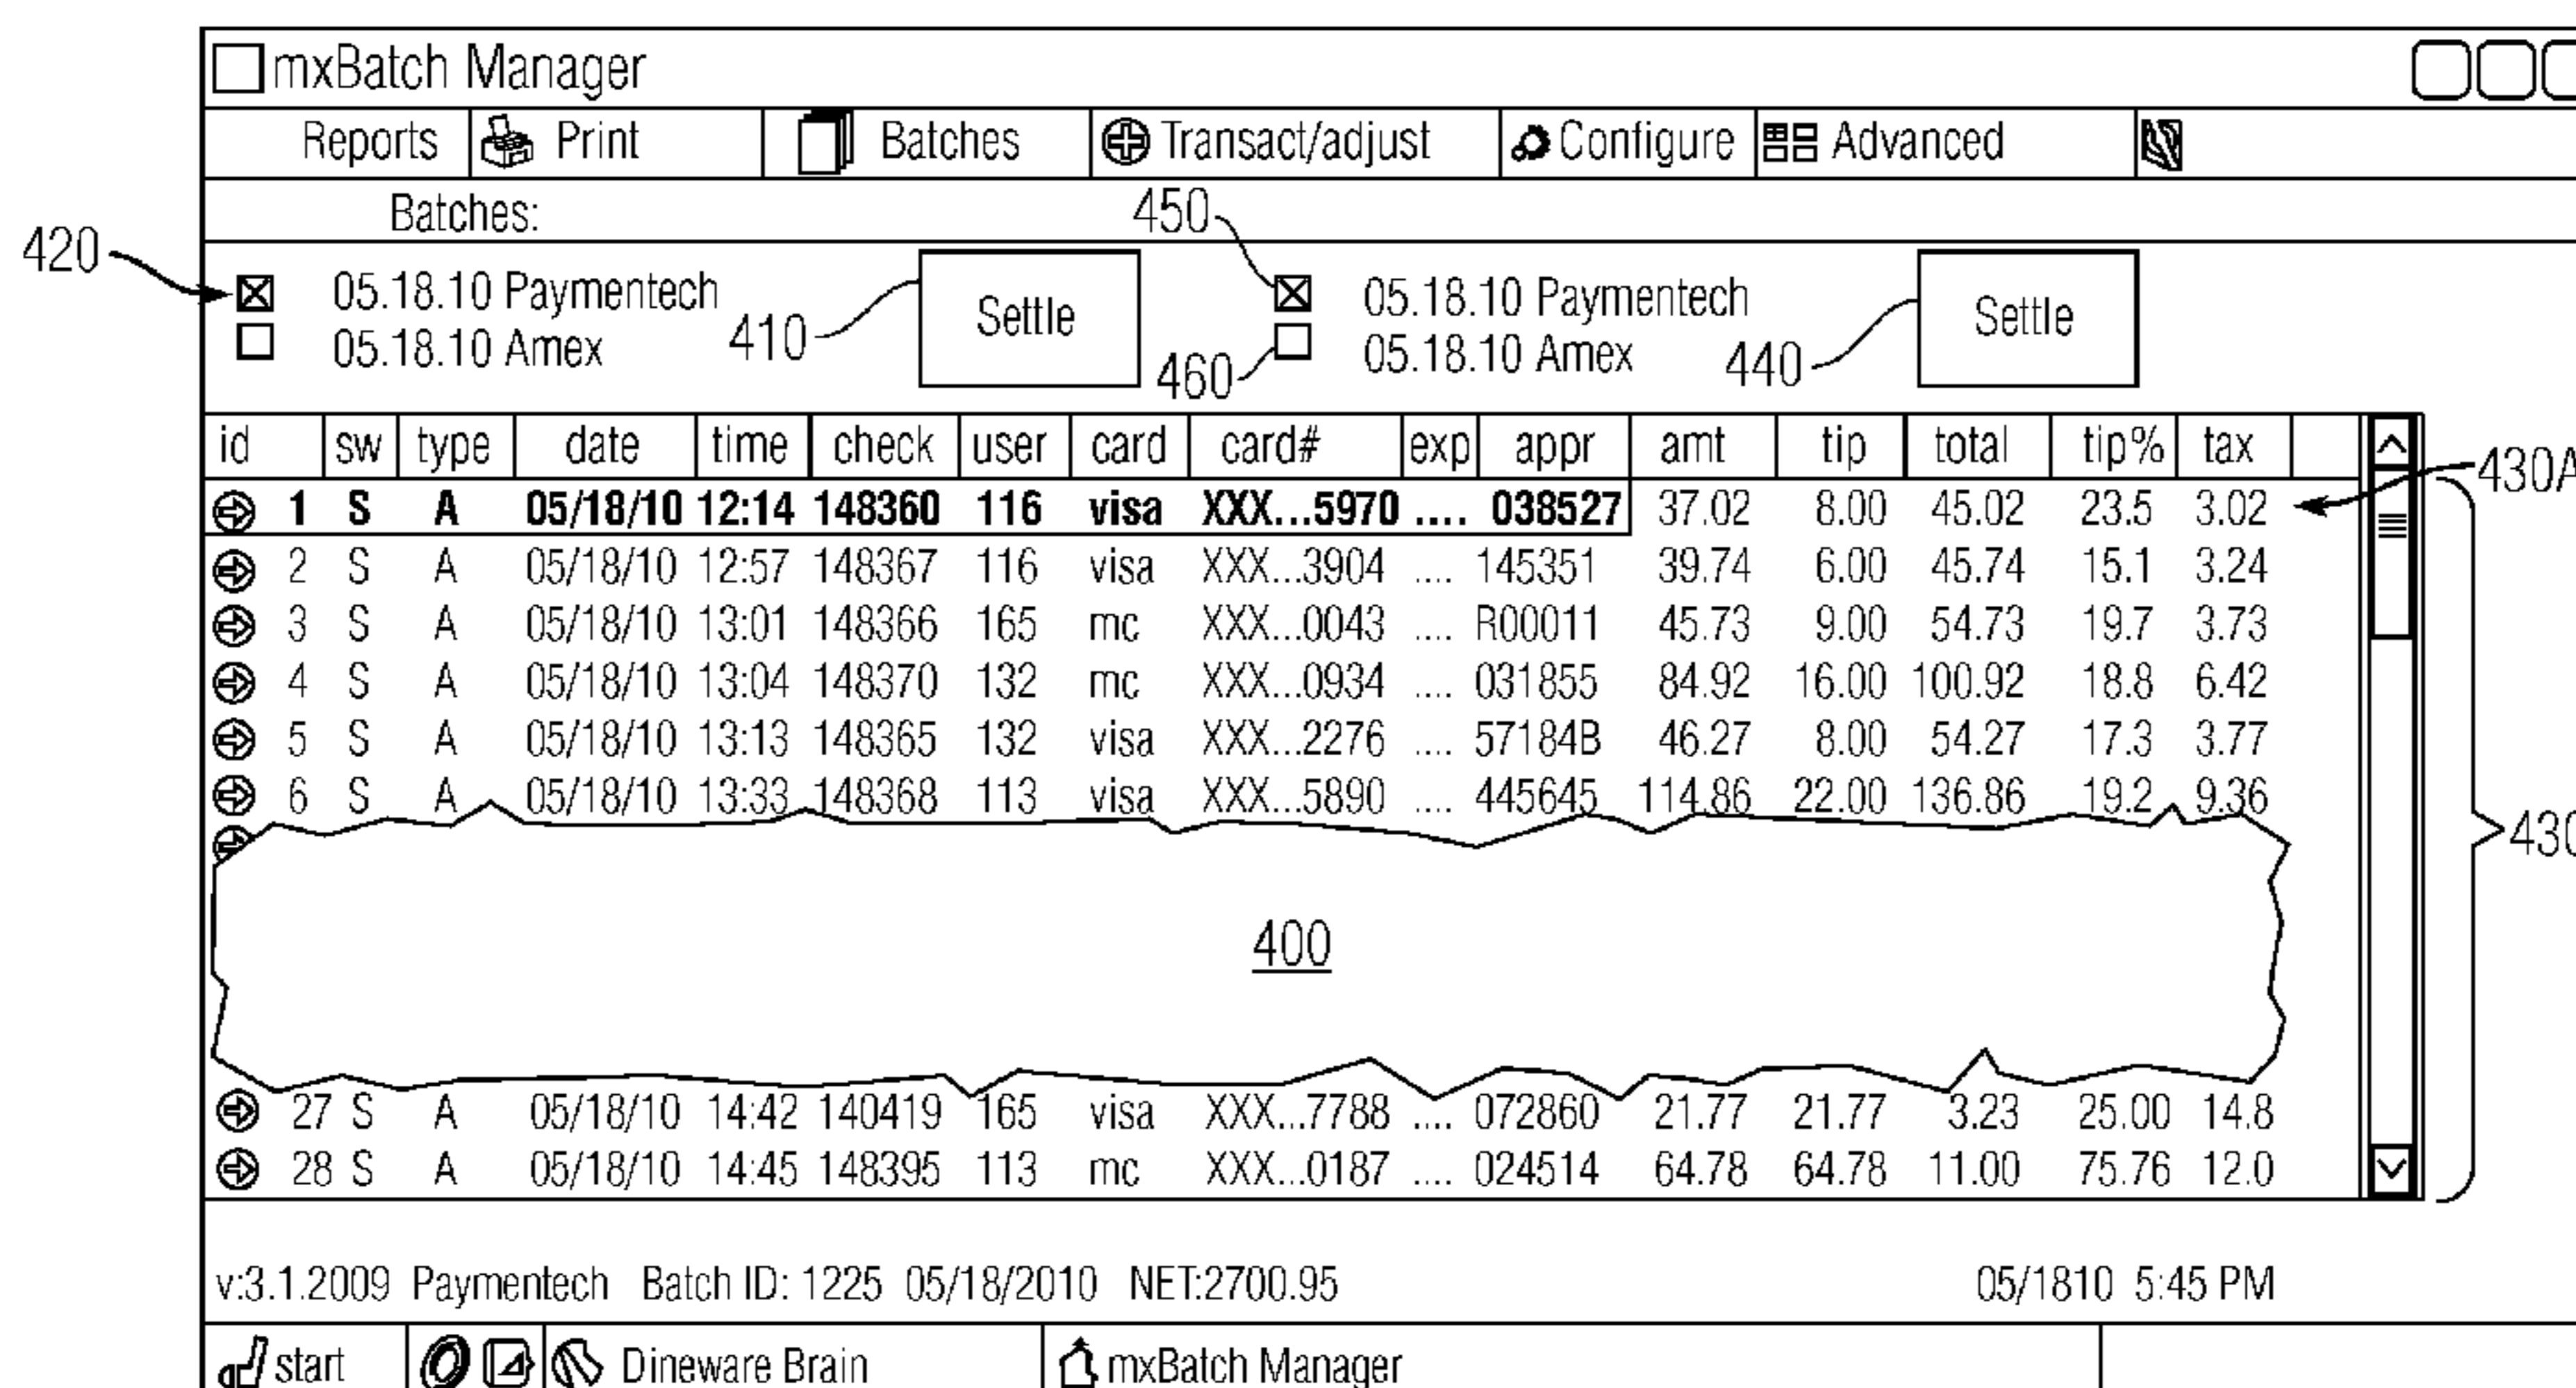 mxBatch Manager
Reports Print Batches Transact/adjust Configure Advanced
Batches: 450
420
05.18.10 Paymentech 05.18.10 Paymentech
410 Settle Settle
05.18.10 Amex 460 05.18.10 Amex 440
id sw type date time check user card card# exp appr amt tip total tip% tax
430A
1 S A 05/18/10 12:14 148360 116 visa XXX...5970 .... 038527 37.02 8.00 45.02 23.5 3.02
2 S A 05/18/10 12:57 148367 116 visa XXX...3904 .... 145351 39.74 6.00 45.74 15.1 3.24
3 S A 05/18/10 13:01 148366 165 mc XXX...0043 .... R00011 45.73 9.00 54.73 19.7 3.73
4 S A 05/18/10 13:04 148370 132 mc XXX...0934 .... 031855 84.92 16.00 100.92 18.8 6.42
5 S A 05/18/10 13:13 148365 132 visa XXX...2276 .... 57184B 46.27 8.00 54.27 17.3 3.77
6 S A 05/18/10 13:33 148368 113 visa XXX...5890 .... 445645 114.86 22.00 136.86 19.2 9.36
430
400
27 S A 05/18/10 14:42 140419 165 visa XXX...7788 .... 072860 21.77 21.77 3.23 25.00 14.8
28 S A 05/18/10 14:45 148395 113 mc XXX...0187 .... 024514 64.78 64.78 11.00 75.76 12.0
v:3.1.2009 Paymentech Batch ID: 1225 05/18/2010 NET:2700.95 05/1810 5:45 PM
start Dineware Brain mxBatch Manager